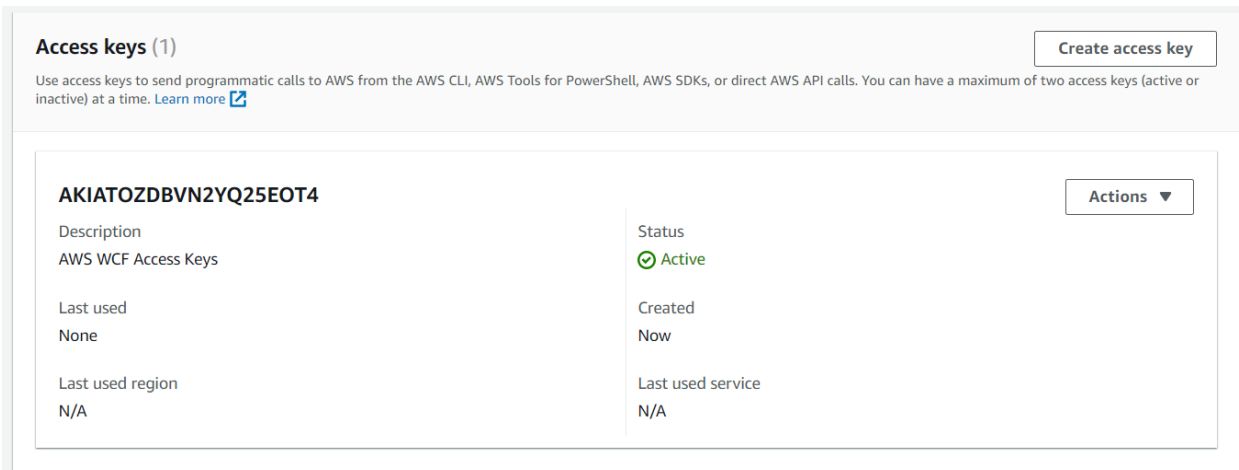 Access keys (1)
Create access key
Use access keys to send programmatic calls to AWS from the AWS CLI, AWS Tools for PowerShell, AWS SDKs, or direct AWS API calls. You can have a maximum of two access keys (active or
inactive) at a time. Learn more
AKIATOZDBVN2YQ25EOT4
Actions
Description
AWS WCF Access Keys
Status
Active
Last used
None
Created
Now
Last used region
N/A
Last used service
N/A